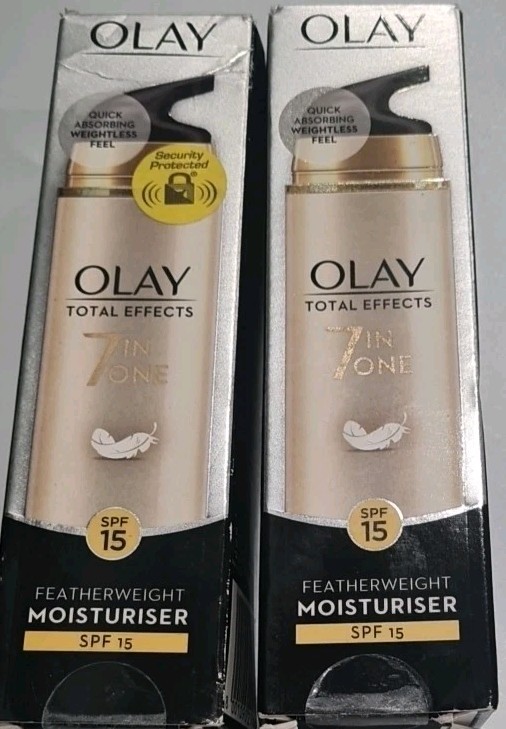 OLAY
QUICK
ABSORBING
WEIGHTLESS
FEEL
Security
Protected
OLAY
TOTAL EFFECTS
7 IN
ONE
SPF
15
FEATHERWEIGHT
MOISTURISER
SPF 15
OLAY
QUICK
ABSORBING
WEIGHTLESS
FEEL
OLAY
TOTAL EFFECTS
7 IN
ONE
SPF
15
FEATHERWEIGHT
MOISTURISER
SPF 15